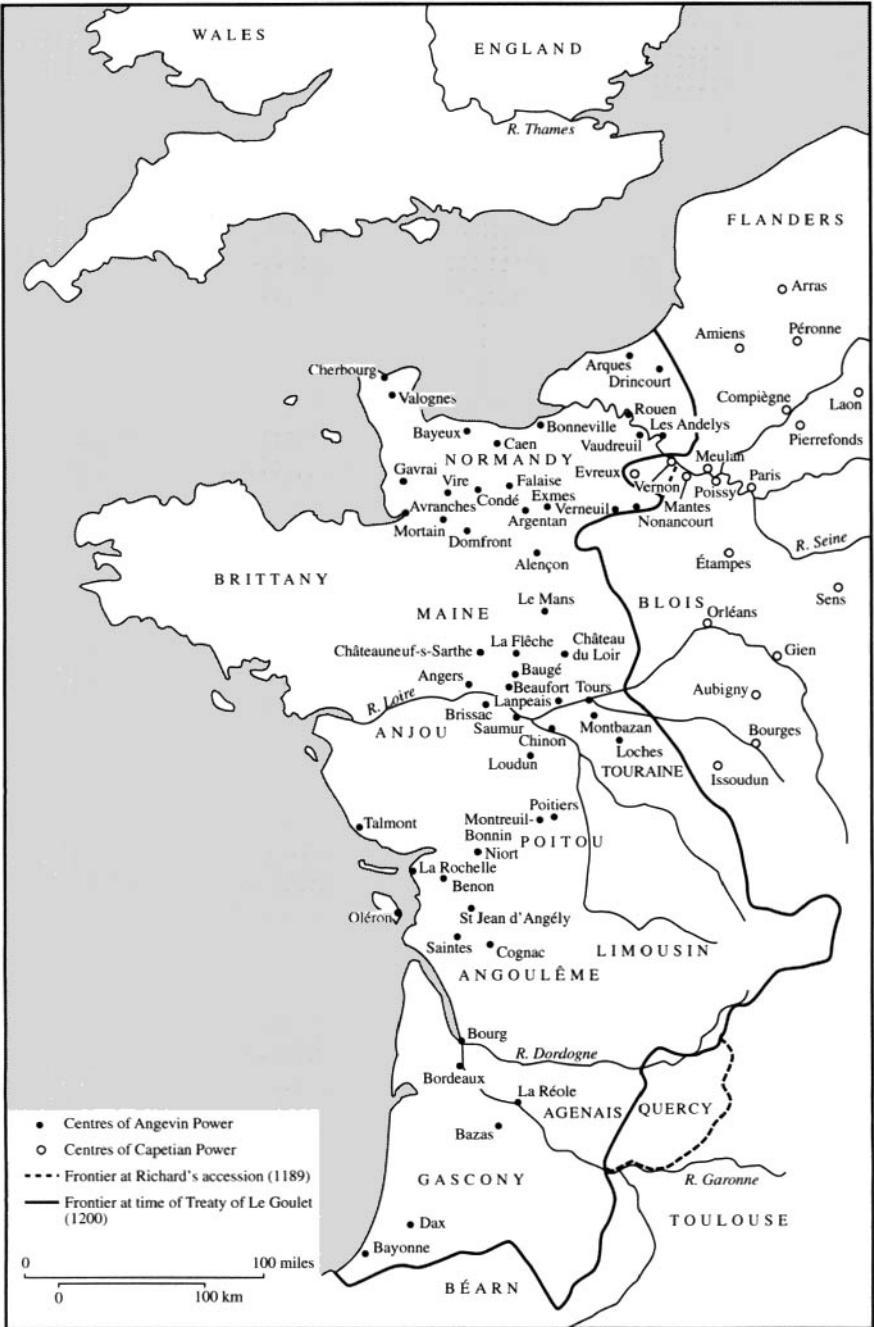 WALES
ENGLAND
R. Thames
FLANDERS
Arras
Amiens
Péronne
Arques
Drincourt
Cherbourg
Valognes
Compiègne
Laon
Rouen
Les Andelys
Bonneville
Bayeux
Caen
Vaudreuil
Pierrefonds
NORMANDY
Meulan
Evreux
Paris
Gavrai
Vire
Falaise
Vernon
Poissy
Condé
Exmes
Mantes
Avranches
Argentan
Verneuil
Nonancourt
Mortain
Domfront
R. Seine
Alençon
Étampes
BRITTANY
Sens
BLOIS
Le Mans
MAINE
Orléans
La Flêche
Château
du Loir
Châteauneuf-s-Sarthe
Gien
Baugé
Angers
Beaufort
Tours
Aubigny
R. Loire
Lanpeais
Brissac
Saumur
Montbazan
ANJOU
Chinon
Bourges
Loches
Loudun
TOURAINE
Issoudun
Poitiers
Talmont
Montreuil-
Bonnin
POITOU
Niort
La Rochelle
Benon
Oléron
St Jean d'Angély
Saintes
Cognac
LIMOUSIN
ANGOULÊME
Bourg
R. Dordogne
Bordeaux
La Réole
AGENAIS
QUERCY
Bazas
GASCONY
R. Garonne
TOULOUSE
Dax
Bayonne
BÉARN
Centres of Angevin Power
Centres of Capetian Power
Frontier at Richard's accession (1189)
Frontier at time of Treaty of Le Goulet
(1200)
0 100 miles
0 100 km